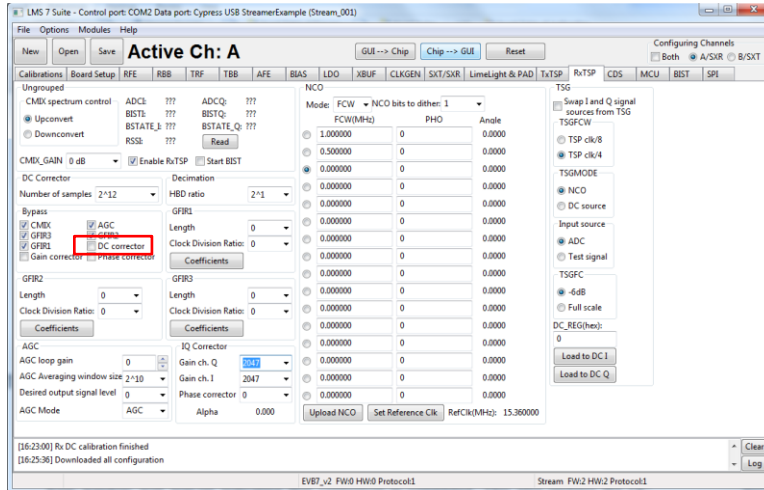 LMS 7 Suite - Control port: COM2 Data port: Cypress USB StreamerExample (Stream_001)
File Options Modules Help
New Open Save Active Ch: A GUI --> Chip Chip --> GUI Reset
Configuring Channels
Both A/SXR B/SXT
Calibrations Board Setup RFE RBB TRF TBB AFE BIAS LDO XBUF CLKGEN SXT/SXR LimeLight & PAD TxTSP RxTSP CDS MCU BIST SPI
Ungrouped
CMIX spectrum control
Upconvert
Downconvert
ADCI: ??? ADCQ: ???
BISTI: ??? BISTQ: ???
BSTATE_I: ??? BSTATE_Q: ???
RSSI: ??? Read
CMIX_GAIN 0 dB Enable RxTSP Start BIST
DC Corrector
Number of samples 2^12
Decimation
HBD ratio 2^1
Bypass
CMIX AGC
GFIR3 GFIR2
GFIR1 DC corrector
Gain corrector Phase corrector
GFIR1
Length 0
Clock Division Ratio: 0
Coefficients
GFIR2
Length 0
Clock Division Ratio: 0
Coefficients
GFIR3
Length 0
Clock Division Ratio: 0
Coefficients
AGC
AGC loop gain 0
AGC Averaging window size 2^10
Desired output signal level 0
AGC Mode AGC
IQ Corrector
Gain ch. Q 2047
Gain ch. I 2047
Phase corrector 0
Alpha 0.000
NCO
Mode: FCW NCO bits to dither: 1
FCW(MHz) PHO Angle
1.000000 0 0.0000
0.500000 0 0.0000
0.000000 0 0.0000
0.000000 0 0.0000
0.000000 0 0.0000
0.000000 0 0.0000
0.000000 0 0.0000
0.000000 0 0.0000
0.000000 0 0.0000
0.000000 0 0.0000
0.000000 0 0.0000
0.000000 0 0.0000
0.000000 0 0.0000
0.000000 0 0.0000
0.000000 0 0.0000
0.000000 0 0.0000
Upload NCO Set Reference Clk RefClk(MHz): 15.360000
TSG
Swap I and Q signal
sources from TSG
TSGFCW
TSP clk/8
TSP clk/4
TSGMODE
NCO
DC source
Input source
ADC
Test signal
TSGFC
-6dB
Full scale
DC_REG(hex):
0
Load to DC I
Load to DC Q
[16:23:00] Rx DC calibration finished
[16:25:36] Downloaded all configuration
Clear
Log
EVB7_v2 FW:0 HW:0 Protocol:1 Stream FW:2 HW:2 Protocol:1